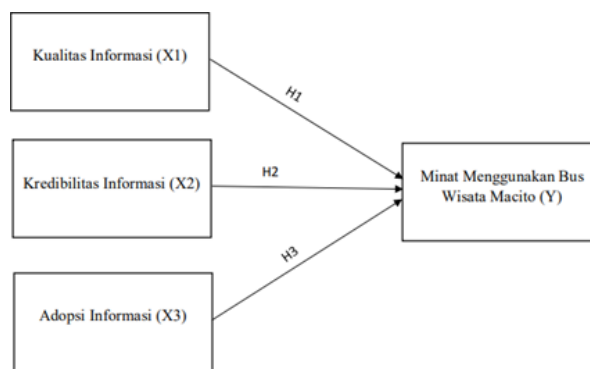 Kualitas Informasi (X1)
H1
Kredibilitas Informasi (X2)
H2
Minat Menggunakan Bus
Wisata Macito (Y)
H3
Adopsi Informasi (X3)